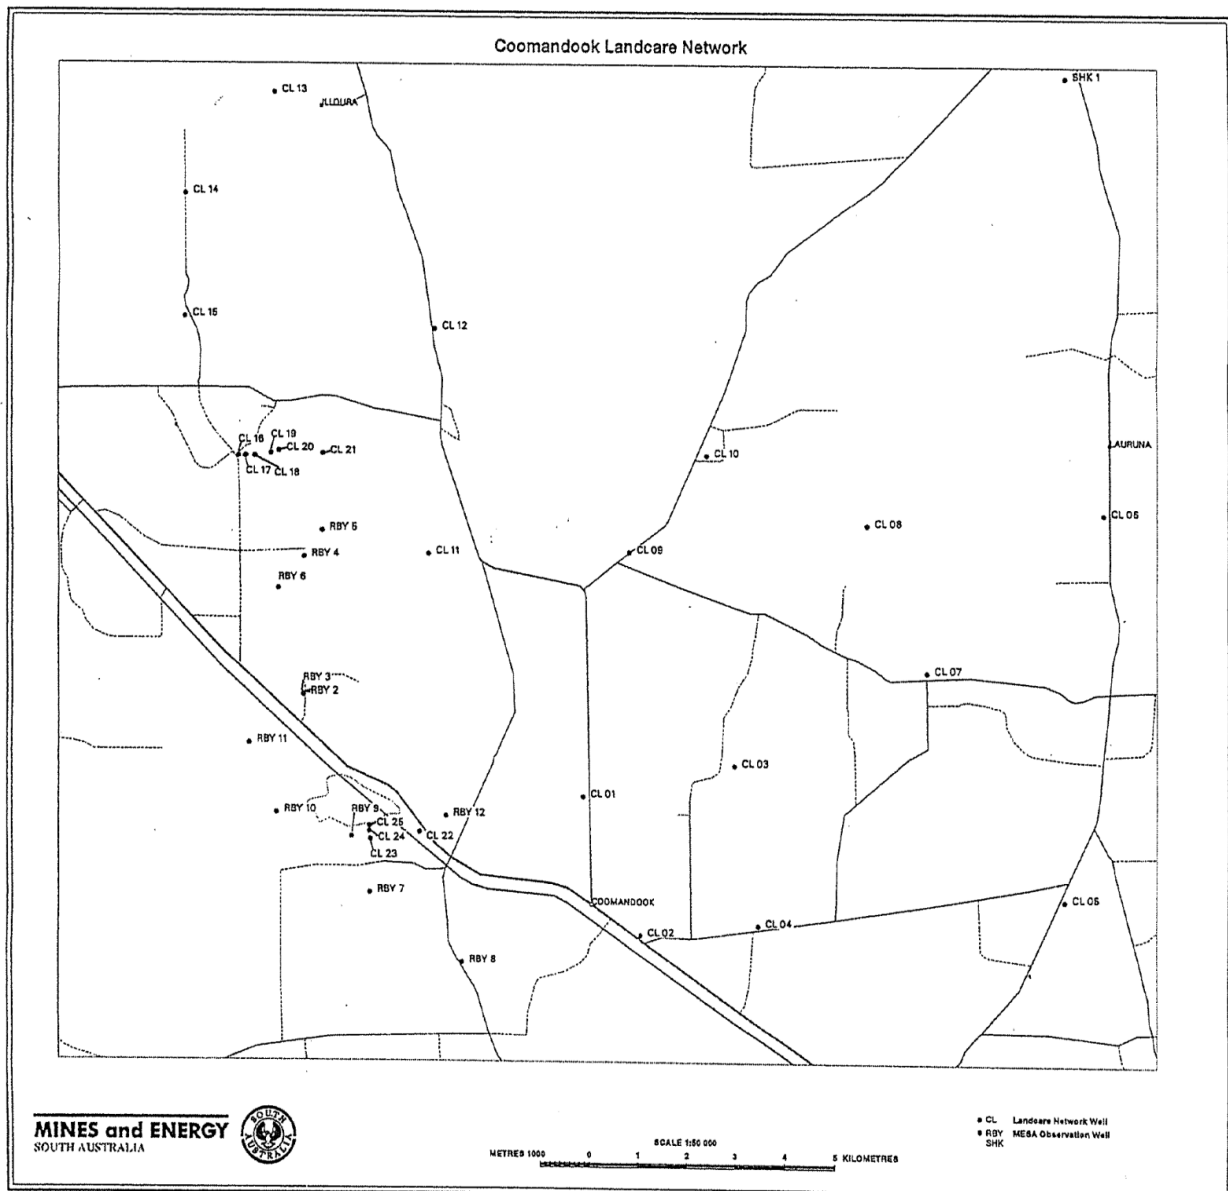 Coomandook Landcare Network
SHK 1
CL 13
ILLOURA
CL 14
CL 15
CL 12
CL 16
CL 19
CL 20
CL 21
CL 17
CL 18
CL 10
LAURUNA
CL 06
CL 08
RBY 5
RBY 4
CL 11
CL 09
RBY 6
RBY 3
RBY 2
CL 07
RBY 11
CL 03
CL 01
RBY 10
RBY 9
RBY 12
CL 25
CL 24
CL 22
CL 23
RBY 7
COOMANDOOK
CL 05
CL 04
CL 02
RBY 8
MINES and ENERGY
SOUTH AUSTRALIA
SOUTH
AUSTRALIA
SCALE 1:50 000
METRES 1000 0 1 2 3 4 5 KILOMETRES
CL Landcare Network Well
RBY MESA Observation Well
SHK